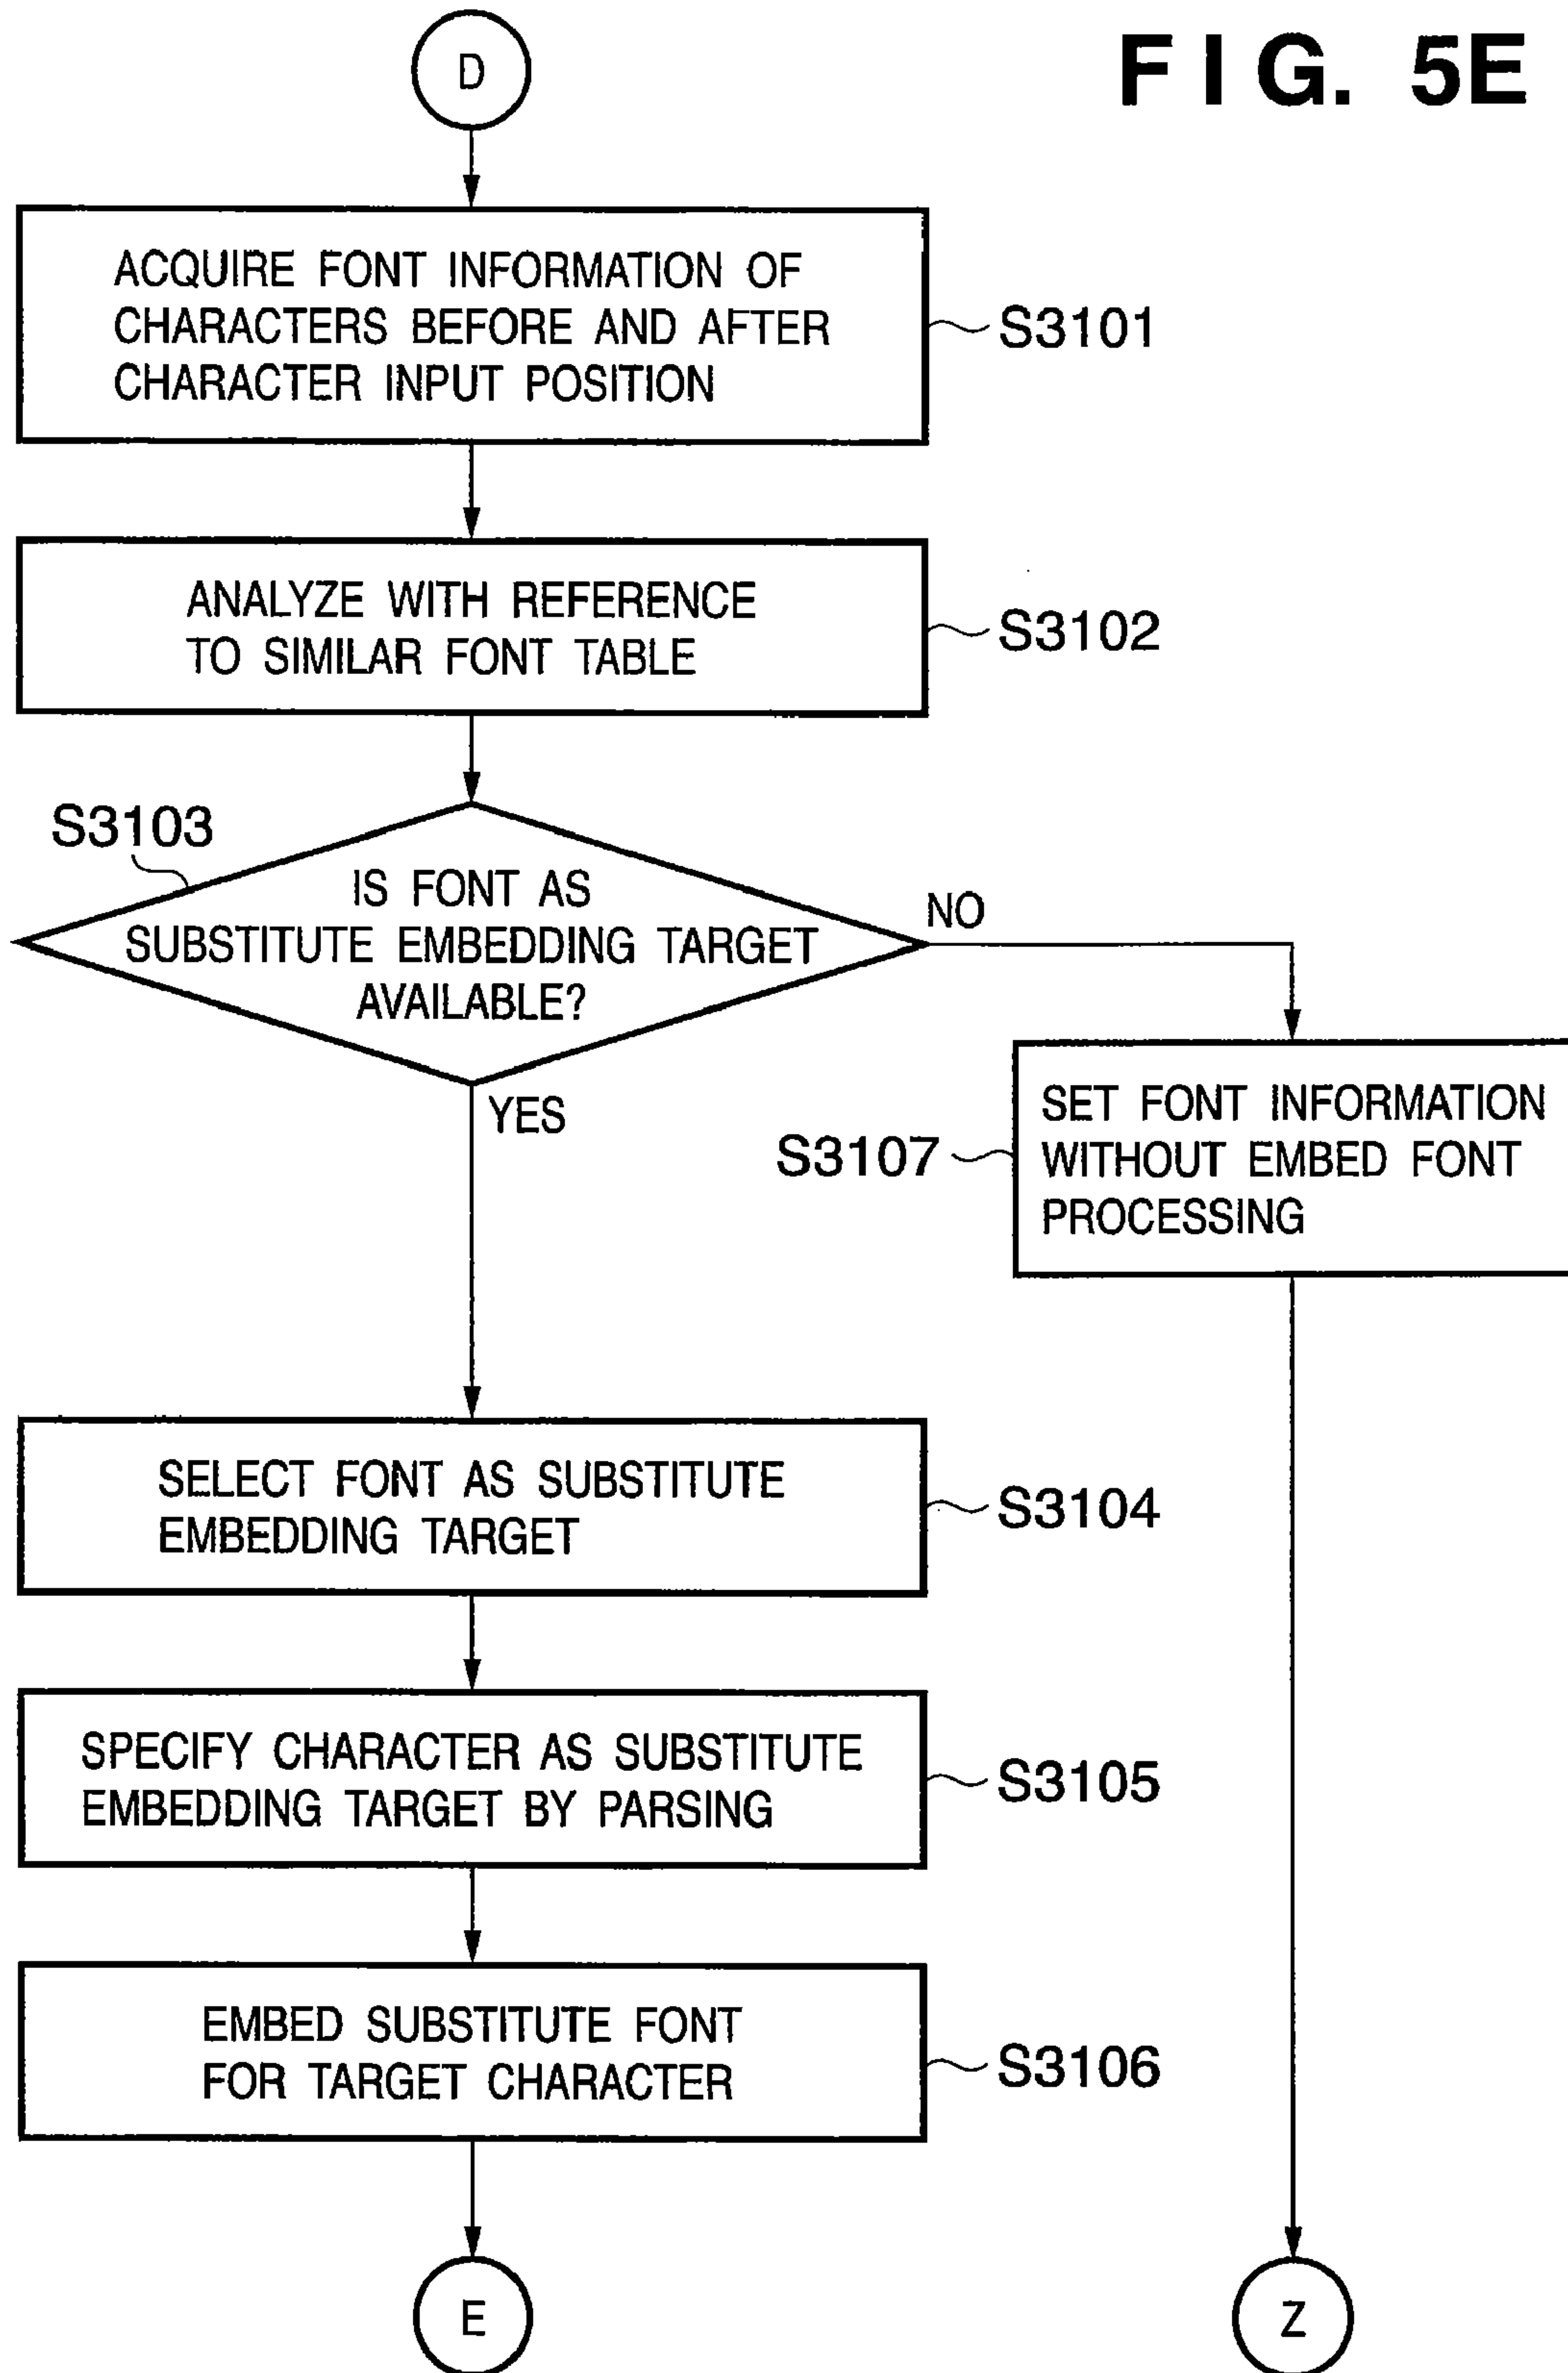 D
FIG. 5E
ACQUIRE FONT INFORMATION OF
CHARACTERS BEFORE AND AFTER
CHARACTER INPUT POSITION
S3101
ANALYZE WITH REFERENCE
TO SIMILAR FONT TABLE
S3102
S3103
IS FONT AS
SUBSTITUTE EMBEDDING TARGET
AVAILABLE?
NO
YES
SET FONT INFORMATION
WITHOUT EMBED FONT
PROCESSING
S3107
SELECT FONT AS SUBSTITUTE
EMBEDDING TARGET
S3104
SPECIFY CHARACTER AS SUBSTITUTE
EMBEDDING TARGET BY PARSING
S3105
EMBED SUBSTITUTE FONT
FOR TARGET CHARACTER
S3106
E
Z